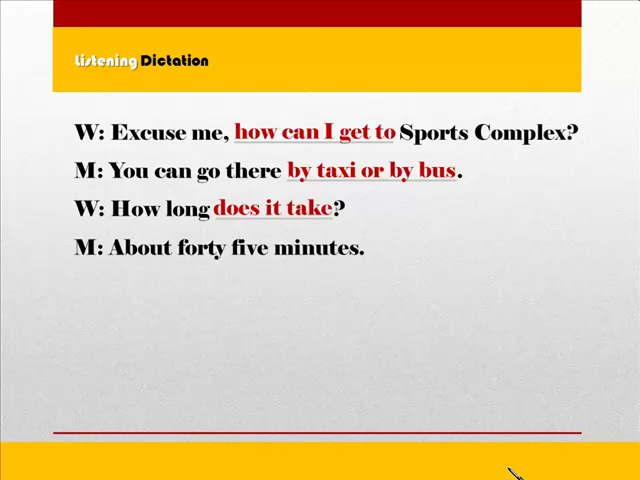 Listening Dictation
W: Excuse me, how can I get to Sports Complex?
M: You can go there by taxi or by bus.
W: How long does it take?
M: About forty five minutes.